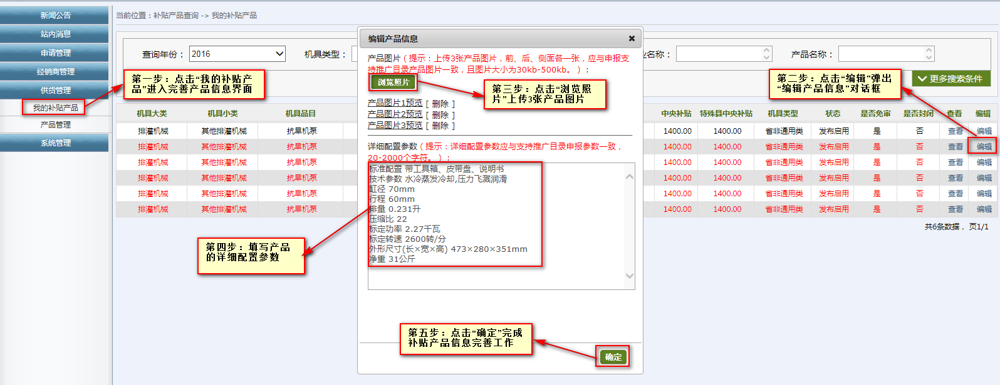 新闻公告
站内消息
申请管理
经销商管理
供货管理
我的补贴产品
产品管理
系统管理
当前位置：补贴产品查询 -> 我的补贴产品
查询年份： 2016 机具类型： 业名称： 产品名称：
更多搜索条件
第一步：点击“我的补贴产
品”进入完善产品信息界面
第二步：点击“编辑”弹出
“编辑产品信息”对话框
机具大类 机具小类 机具品目 中央补贴 特殊县中央补贴 机具类型 状态 是否免审 是否封闭 查看 编辑
排灌机械 其他排灌机械 抗旱机泵 1400.00 1400.00 省非通用类 发布启用 是 否 查看 编辑
排灌机械 其他排灌机械 抗旱机泵 1400.00 1400.00 省非通用类 发布启用 是 否 查看 编辑
排灌机械 其他排灌机械 抗旱机泵 1400.00 1400.00 省非通用类 发布启用 是 否 查看 编辑
排灌机械 其他排灌机械 抗旱机泵 1400.00 1400.00 省非通用类 发布启用 是 否 查看 编辑
排灌机械 其他排灌机械 抗旱机泵 1400.00 1400.00 省非通用类 发布启用 是 否 查看 编辑
排灌机械 其他排灌机械 抗旱机泵 1400.00 1400.00 省非通用类 发布启用 是 否 查看 编辑
共6条数据， 页1/1
编辑产品信息
产品图片（提示：上传3张产品图片，前、后、侧面各一张，应与申报支
持推广目录产品图片一致，且图片大小为30kb-500kb。）：
浏览照片
第三步：点击“浏览照
片”上传3张产品图片
产品图片1预览 [ 删除 ]
产品图片2预览 [ 删除 ]
产品图片3预览 [ 删除 ]
详细配置参数（提示：详细配置参数应与支持推广目录申报参数一致，
20-2000个字符。）：
标准配置 带工具箱、皮带盘、说明书
技术参数 水冷蒸发冷却,压力飞溅润滑
缸径 70mm
行程 60mm
排量 0.231升
压缩比 22
标定功率 2.27千瓦
标定转速 2600转/分
外形尺寸(长×宽×高) 473×280×351mm
净重 31公斤
第四步：填写产品
的详细配置参数
第五步：点击“确定”完成
补贴产品信息完善工作
确定